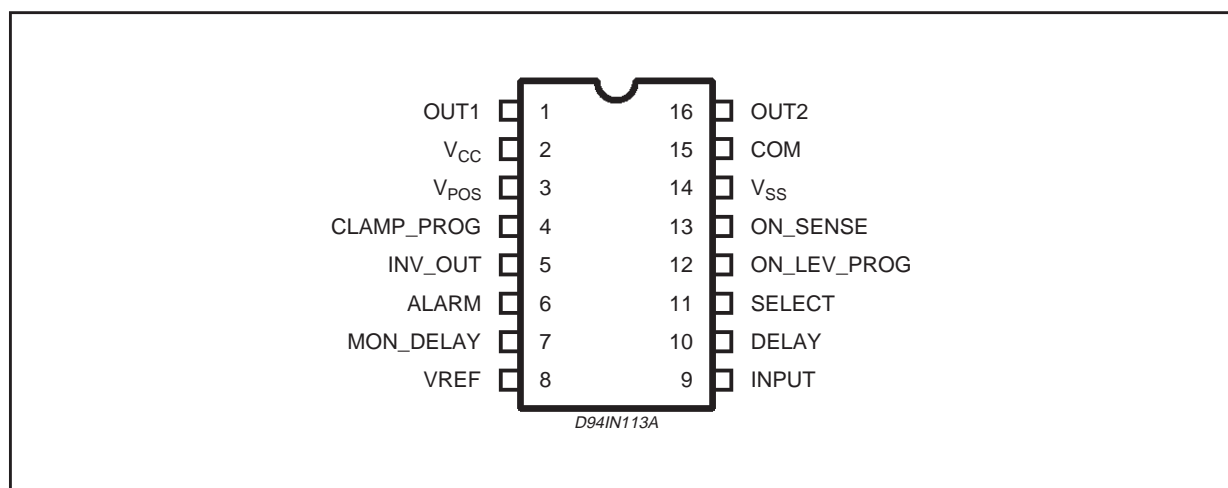 OUT1 1 16 OUT2
VCC 2 15 COM
VPOS 3 14 VSS
CLAMP_PROG 4 13 ON_SENSE
INV_OUT 5 12 ON_LEV_PROG
ALARM 6 11 SELECT
MON_DELAY 7 10 DELAY
VREF 8 9 INPUT
D94IN113A